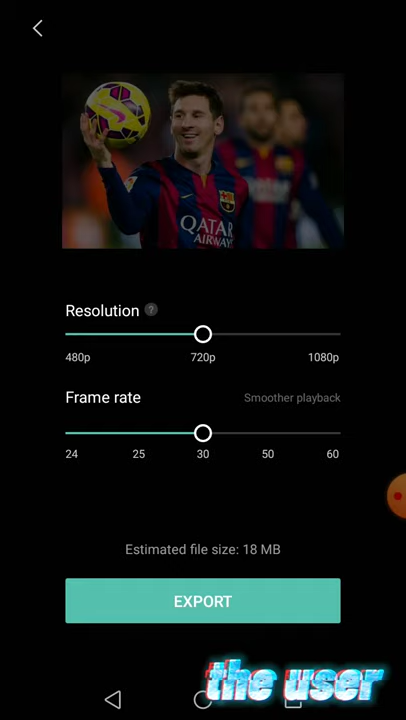 QATAR
AIRWAYS
Resolution ?
480p 720p 1080p
Frame rate Smoother playback
24 25 30 50 60
Estimated file size: 18 MB
EXPORT
the user